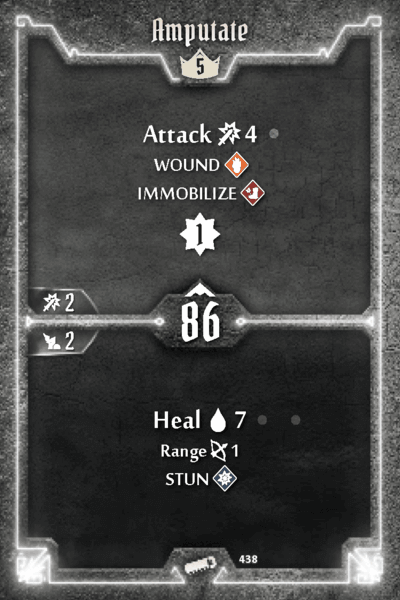 Amputate
5
Attack 4
WOUND
IMMOBILIZE
1
2
86
2
Heal 7
Range 1
STUN
438